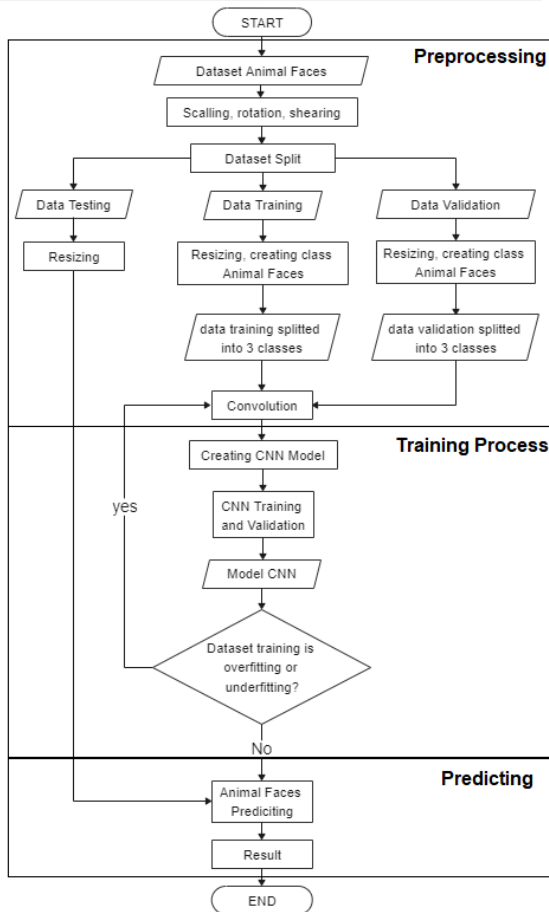 START
Preprocessing
Dataset Animal Faces
Scalling, rotation, shearing
Dataset Split
Data Testing
Data Training
Data Validation
Resizing
Resizing, creating class
Animal Faces
Resizing, creating class
Animal Faces
data training splitted
into 3 classes
data validation splitted
into 3 classes
Convolution
Training Process
Creating CNN Model
yes
CNN Training
and Validation
Model CNN
Dataset training is
overfitting or
underfitting?
No
Predicting
Animal Faces
Prediciting
Result
END